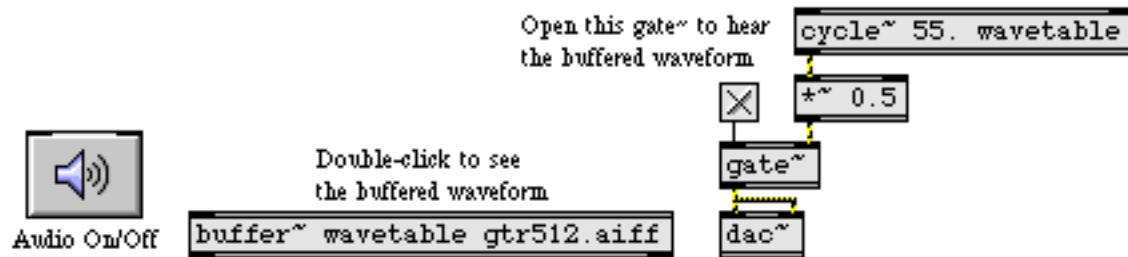 Open this gate~ to hear
the buffered waveform
cycle~ 55. wavetable
*~ 0.5
gate~
dac~
Double-click to see
the buffered waveform
buffer~ wavetable gtr512.aiff
Audio On/Off